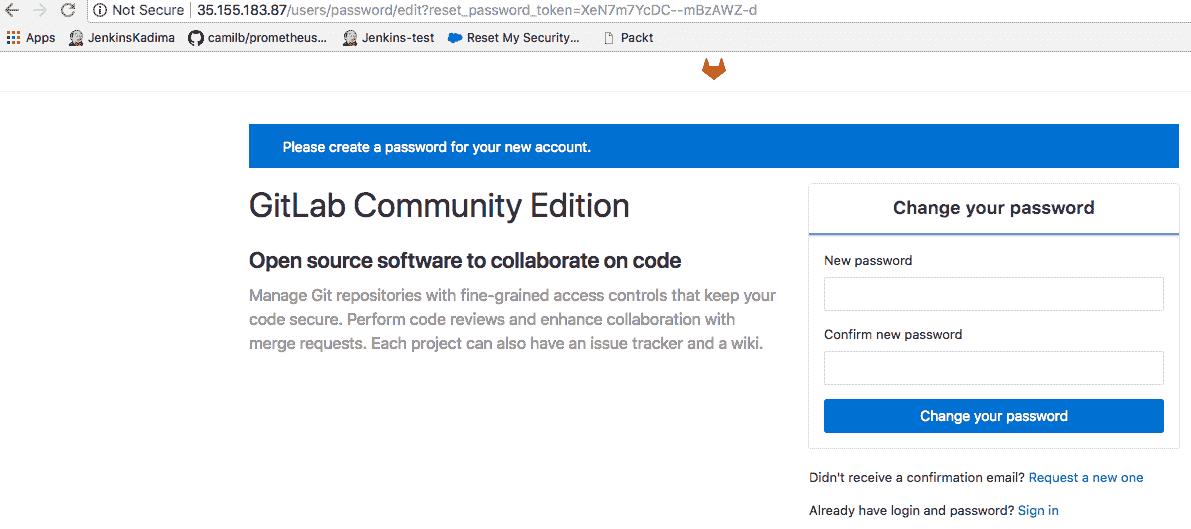 Not Secure | 35.155.183.87/users/password/edit?reset_password_token=XeN7m7YcDC--mBzAWZ-d
Apps JenkinsKadima camilb/prometheus... Jenkins-test Reset My Security... Packt
Please create a password for your new account.
GitLab Community Edition
Open source software to collaborate on code
Manage Git repositories with fine-grained access controls that keep your
code secure. Perform code reviews and enhance collaboration with
merge requests. Each project can also have an issue tracker and a wiki.
Change your password
New password
Confirm new password
Change your password
Didn't receive a confirmation email? Request a new one
Already have login and password? Sign in